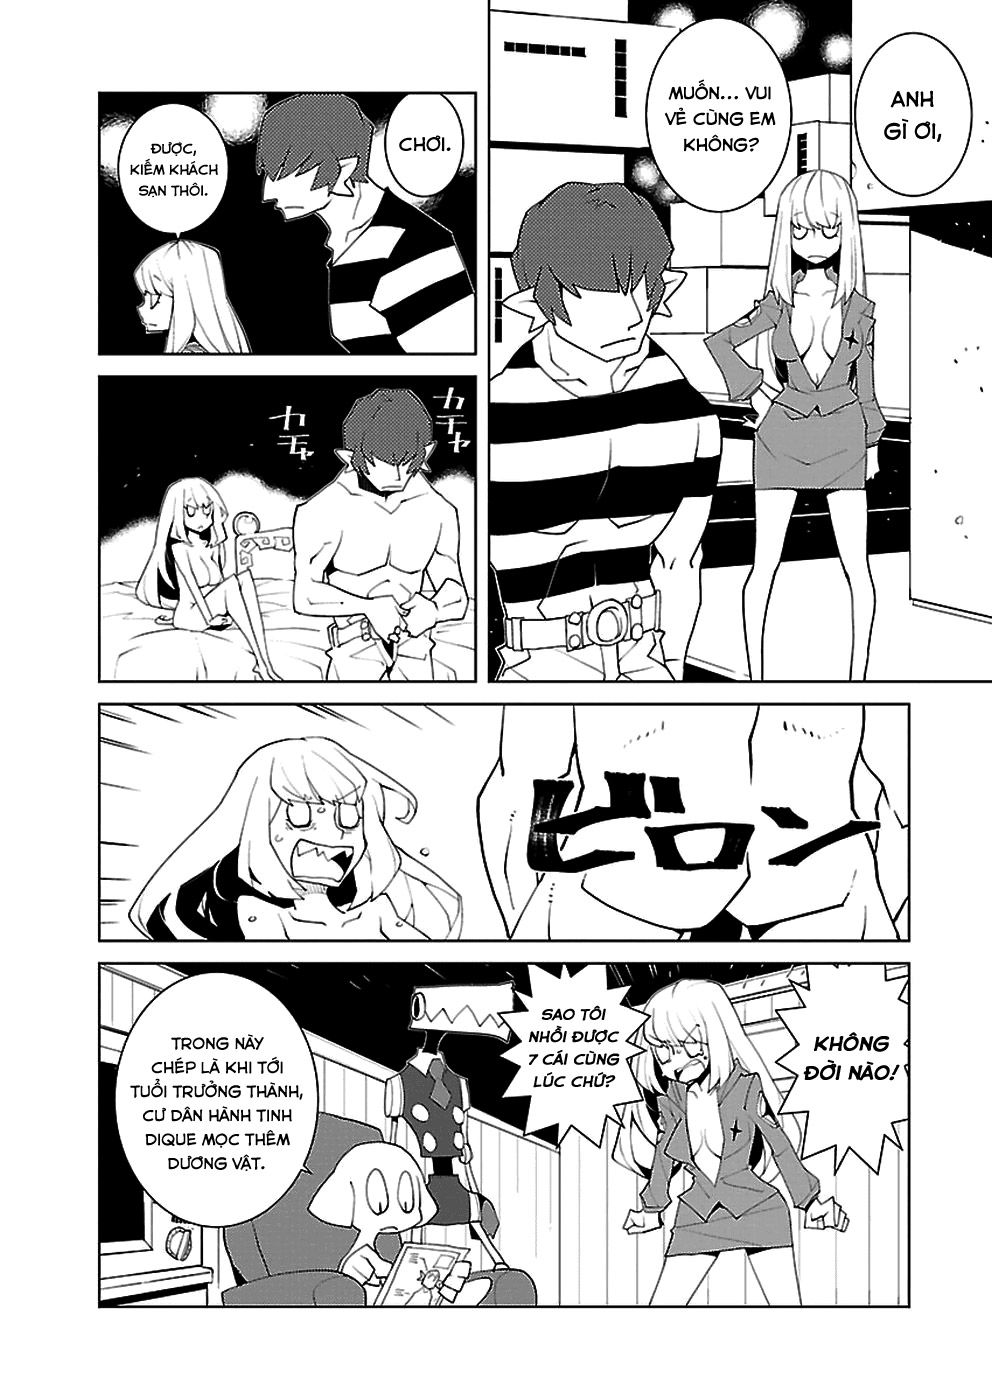 ANH
GÌ ƠI,
MUỐN... VUI
VẺ CÙNG EM
KHÔNG?
CHƠI.
ĐƯỢC,
KIẾM KHÁCH
SẠN THÔI.
カチャ
カチャ
ビロン
KHÔNG
ĐỜI NÀO!
SAO TÔI
NHỒI ĐƯỢC
7 CÁI CÙNG
LÚC CHỨ?
TRONG NÀY
CHÉP LÀ KHI TỚI
TUỔI TRƯỞNG THÀNH,
CƯ DÂN HÀNH TINH
DIQUE MỌC THÊM
DƯƠNG VẬT.